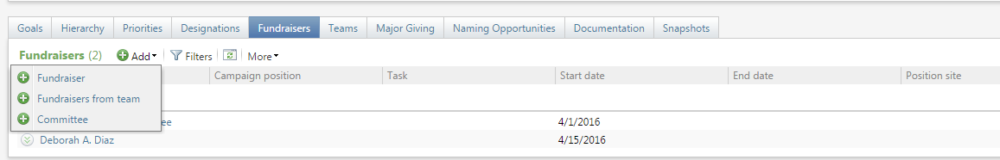 Goals Hierarchy Priorities Designations Fundraisers Teams Major Giving Naming Opportunities Documentation Snapshots
Fundraisers (2) Add Filters More
Campaign position Task Start date End date Position site
Fundraiser
Fundraisers from team
Committee
ee 4/1/2016
Deborah A. Diaz 4/15/2016